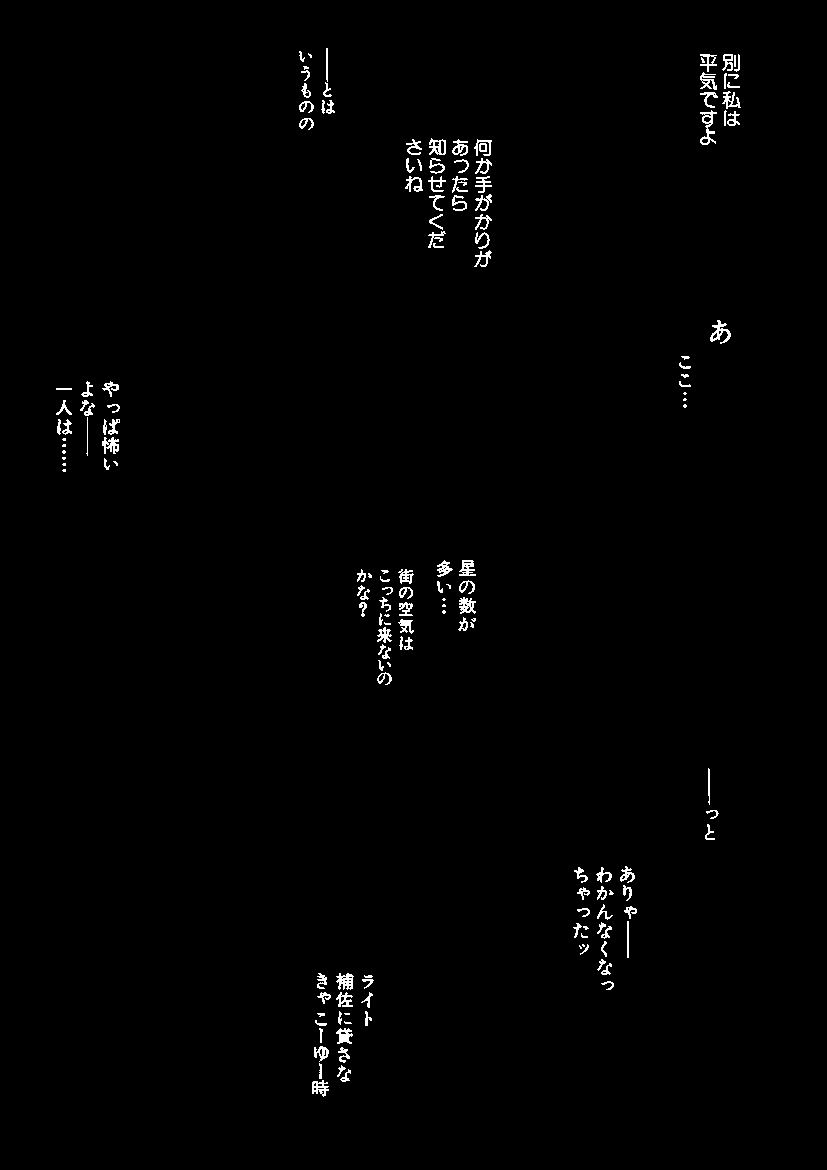 別に私は
平気ですよ
何か手がかりが
あったら
知らせてくだ
さいね
――とは
いうものの
あ
ここ…
やっぱ怖い
よな――
一人は……
星の数が
多い…
街の空気は
こっちに来ないの
かな？
――っと
ありゃ――
わかんなくなっ
ちゃったッ
ライト
補佐に貸さな
きゃこーゆー時